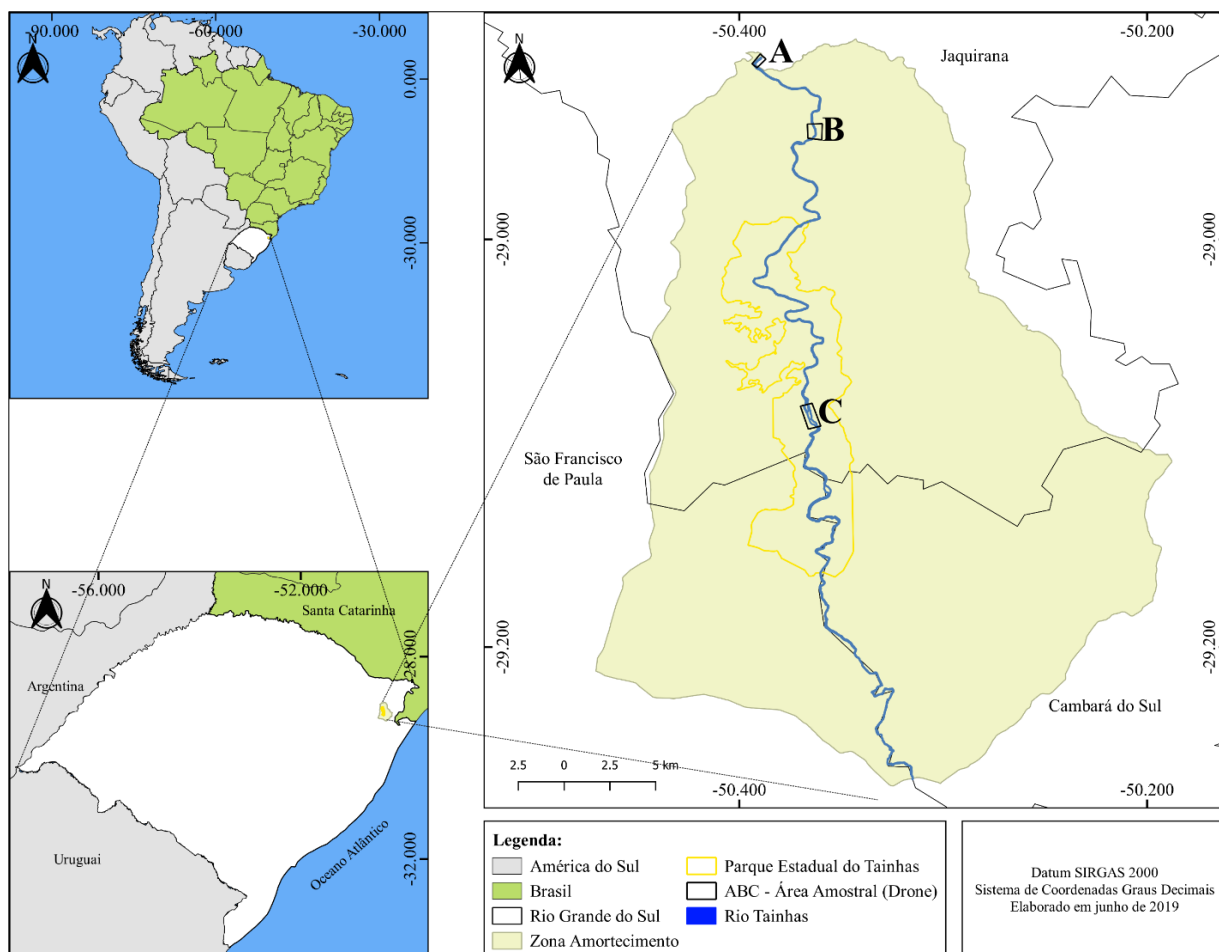 -90.000
-60.000
-30.000
N
0.000
-30.000
-56.000
-52.000
N
Santa Catarinha
-28.000
Argentina
Uruguai
Oceano Atlântico
-32.000
-50.400
-50.200
N
A
Jaquirana
B
-29.000
-29.000
C
São Francisco
de Paula
-29.200
-29.200
Cambará do Sul
2.5 0 2.5 5 km
-50.400
-50.200
Legenda:
América do Sul
Brasil
Rio Grande do Sul
Zona Amortecimento
Parque Estadual do Tainhas
ABC - Área Amostral (Drone)
Rio Tainhas
Datum SIRGAS 2000
Sistema de Coordenadas Graus Decimais
Elaborado em junho de 2019